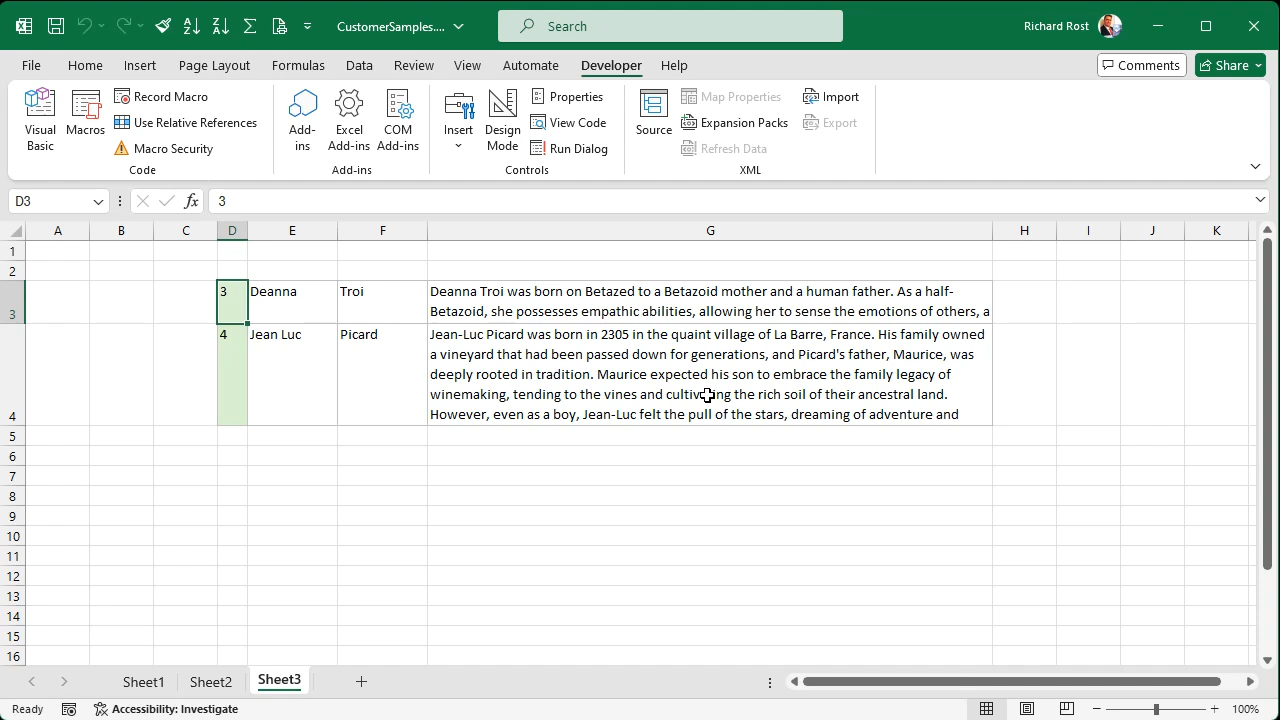 CustomerSamples....
Search
Richard Rost
File Home Insert Page Layout Formulas Data Review View Automate Developer Help
Comments Share
Visual Basic
Macros
Record Macro
Use Relative References
Macro Security
Code
Add-ins
Excel Add-ins
COM Add-ins
Add-ins
Insert
Design Mode
Properties
View Code
Run Dialog
Controls
Source
Map Properties
Expansion Packs
Refresh Data
Import
Export
XML
D3 fx 3
A B C D E F G H I J K
1
2
3 3 Deanna Troi Deanna Troi was born on Betazed to a Betazoid mother and a human father. As a half-
Betazoid, she possesses empathic abilities, allowing her to sense the emotions of others, a
4 4 Jean Luc Picard Jean-Luc Picard was born in 2305 in the quaint village of La Barre, France. His family owned
a vineyard that had been passed down for generations, and Picard's father, Maurice, was
deeply rooted in tradition. Maurice expected his son to embrace the family legacy of
winemaking, tending to the vines and cultivating the rich soil of their ancestral land.
However, even as a boy, Jean-Luc felt the pull of the stars, dreaming of adventure and
5
6
7
8
9
10
11
12
13
14
15
16
Sheet1 Sheet2 Sheet3
Ready Accessibility: Investigate 100%